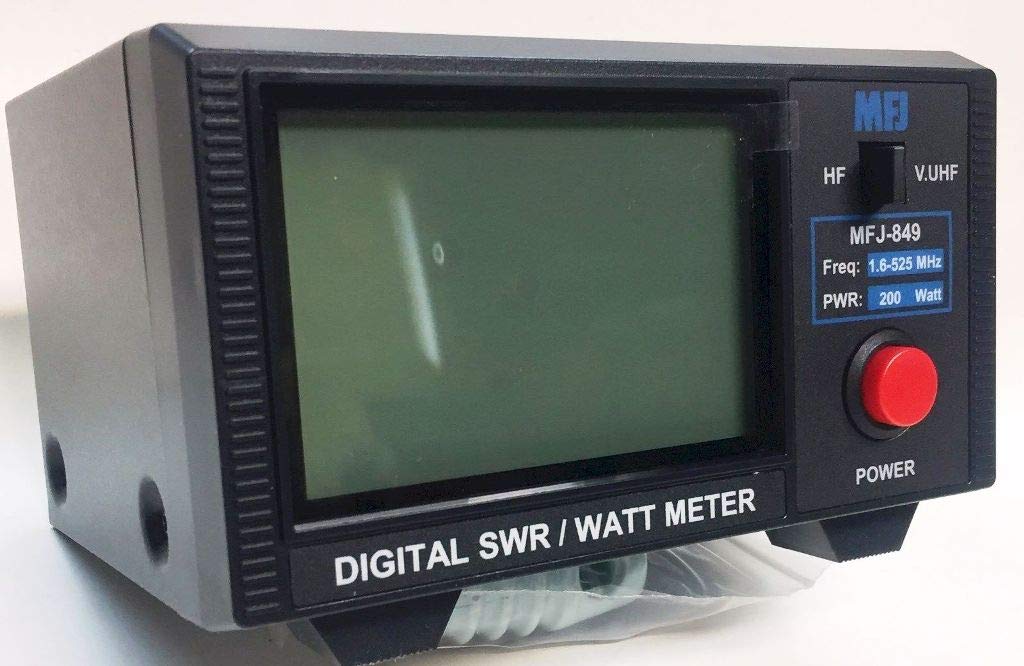 MFJ
HF V.UHF
MFJ-849
Freq: 1.6-525 MHz
PWR: 200 Watt
POWER
DIGITAL SWR / WATT METER